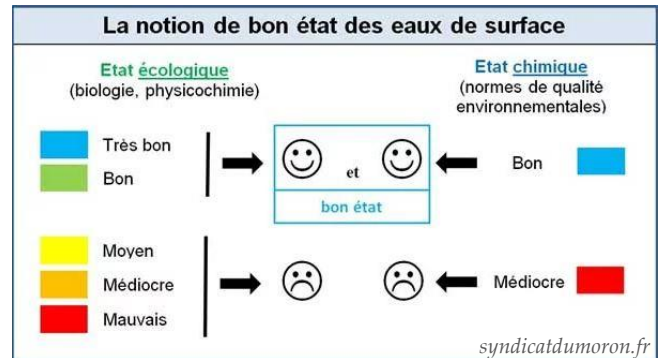 La notion de bon état des eaux de surface
Etat écologique
(biologie, physicochimie)
Etat chimique
(normes de qualité
environnementales)
Très bon
Bon
et
bon état
Bon
Moyen
Médiocre
Mauvais
Médiocre
syndicatdumoron.fr